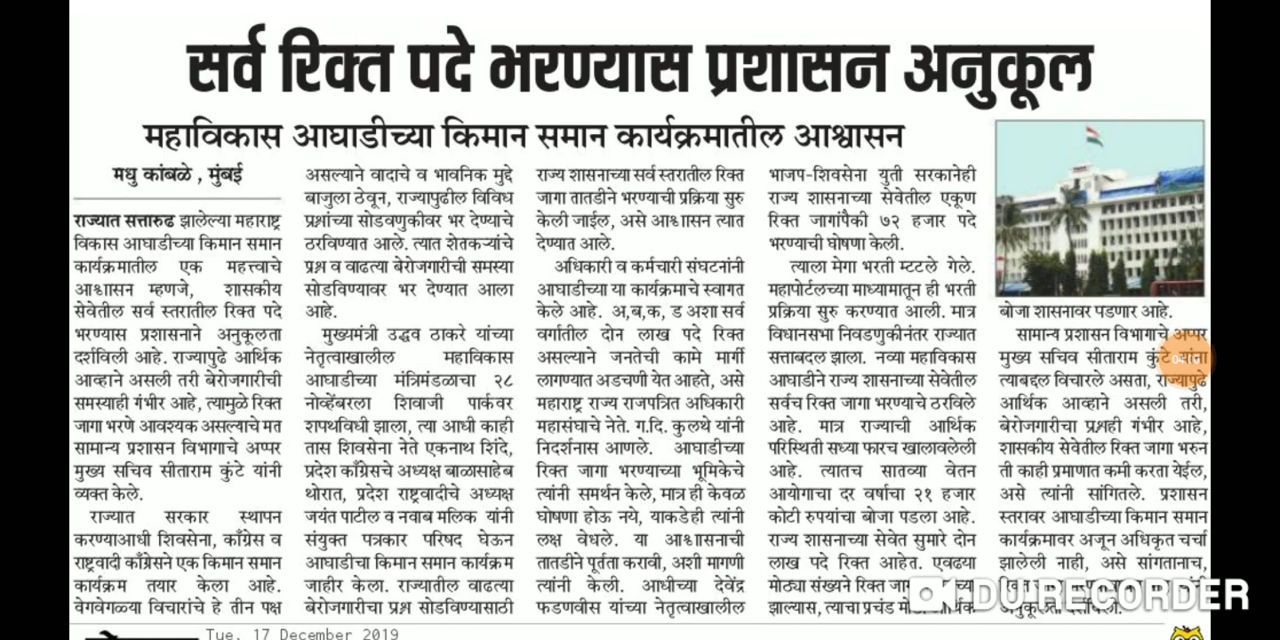 सर्व रिक्त पदे भरण्यास प्रशासन अनुकूल
महाविकास आघाडीच्या किमान समान कार्यक्रमातील आश्वासन
मधु कांबळे , मुंबई
राज्यात सत्तारुढ झालेल्या महाराष्ट्र
विकास आघाडीच्या किमान समान
कार्यक्रमातील एक महत्त्वाचे
आश्वासन म्हणजे, शासकीय
सेवेतील सर्व स्तरातील रिक्त पदे
भरण्यास प्रशासनाने अनुकूलता
दर्शविली आहे. राज्यापुढे आर्थिक
आव्हाने असली तरी बेरोजगारीची
समस्याही गंभीर आहे, त्यामुळे रिक्त
जागा भरणे आवश्यक असल्याचे मत
सामान्य प्रशासन विभागाचे अप्पर
मुख्य सचिव सीताराम कुंटे यांनी
व्यक्त केले.
राज्यात सरकार स्थापन
करण्याआधी शिवसेना, काँग्रेस व
राष्ट्रवादी काँग्रेसने एक किमान समान
कार्यक्रम तयार केला आहे.
वेगवेगळ्या विचारांचे हे तीन पक्ष
असल्याने वादाचे व भावनिक मुद्दे
बाजुला ठेवून, राज्यापुढील विविध
प्रश्नांच्या सोडवणुकीवर भर देण्याचे
ठरविण्यात आले. त्यात शेतकऱ्यांचे
प्रश्न व वाढत्या बेरोजगारीची समस्या
सोडविण्यावर भर देण्यात आला
आहे.
मुख्यमंत्री उद्धव ठाकरे यांच्या
नेतृत्वाखालील महाविकास
आघाडीच्या मंत्रिमंडळाचा २८
नोव्हेंबरला शिवाजी पार्कवर
शपथविधी झाला, त्या आधी काही
तास शिवसेना नेते एकनाथ शिंदे,
प्रदेश काँग्रेसचे अध्यक्ष बाळासाहेब
थोरात, प्रदेश राष्ट्रवादीचे अध्यक्ष
जयंत पाटील व नवाब मलिक यांनी
संयुक्त पत्रकार परिषद घेऊन
आघाडीचा किमान समान कार्यक्रम
जाहीर केला. राज्यातील वाढत्या
बेरोजगारीचा प्रश्न सोडविण्यासाठी
राज्य शासनाच्या सर्व स्तरातील रिक्त
जागा तातडीने भरण्याची प्रक्रिया सुरु
केली जाईल, असे आश्वासन त्यात
देण्यात आले.
अधिकारी व कर्मचारी संघटनांनी
आघाडीच्या या कार्यक्रमाचे स्वागत
केले आहे. अ,ब,क, ड अशा सर्व
वर्गातील दोन लाख पदे रिक्त
असल्याने जनतेची कामे मार्गी
लागण्यात अडचणी येत आहते, असे
महाराष्ट्र राज्य राजपत्रित अधिकारी
महासंघाचे नेते. ग.दि. कुलथे यांनी
निदर्शनास आणले. आघाडीच्या
रिक्त जागा भरण्याच्या भूमिकेचे
त्यांनी समर्थन केले, मात्र ही केवळ
घोषणा होऊ नये, याकडेही त्यांनी
लक्ष वेधले. या आश्वासनाची
तातडीने पूर्तता करावी, अशी मागणी
त्यांनी केली. आधीच्या देवेंद्र
फडणवीस यांच्या नेतृत्वाखालील
भाजप-शिवसेना युती सरकानेही
राज्य शासनाच्या सेवेतील एकूण
रिक्त जागांपैकी ७२ हजार पदे
भरण्याची घोषणा केली.
त्याला मेगा भरती म्टटले गेले.
महापोर्टलच्या माध्यामातून ही भरती
प्रक्रिया सुरु करण्यात आली. मात्र
विधानसभा निवडणुकीनंतर राज्यात
सत्ताबदल झाला. नव्या महाविकास
आघाडीने राज्य शासनाच्या सेवेतील
सर्वच रिक्त जागा भरण्याचे ठरविले
आहे. मात्र राज्याची आर्थिक
परिस्थिती सध्या फारच खालावलेली
आहे. त्यातच सातव्या वेतन
आयोगाचा दर वर्षाचा २१ हजार
कोटी रुपयांचा बोजा पडला आहे.
राज्य शासनाच्या सेवेत सुमारे दोन
लाख पदे रिक्त आहेत. एवढया
मोठ्या संख्येने रिक्त
झाल्यास, त्याचा प्रचंड
बोजा शासनावर पडणार आहे.
सामान्य प्रशासन विभागाचे अप्पर
मुख्य सचिव सीताराम कुंटे यांना
त्याबद्दल विचारले असता, राज्यापुढे
आर्थिक आव्हाने असली तरी,
बेरोजगारीचा प्रश्नही गंभीर आहे,
शासकीय सेवेतील रिक्त जागा भरुन
ती काही प्रमाणात कमी करता येईल,
असे त्यांनी सांगितले. प्रशासन
स्तरावर आघाडीच्या किमान समान
कार्यक्रमावर अजून अधिकृत चर्चा
झालेली नाही, असे सांगतानाच,
DU RECORDER
Tue, 17 December 2019